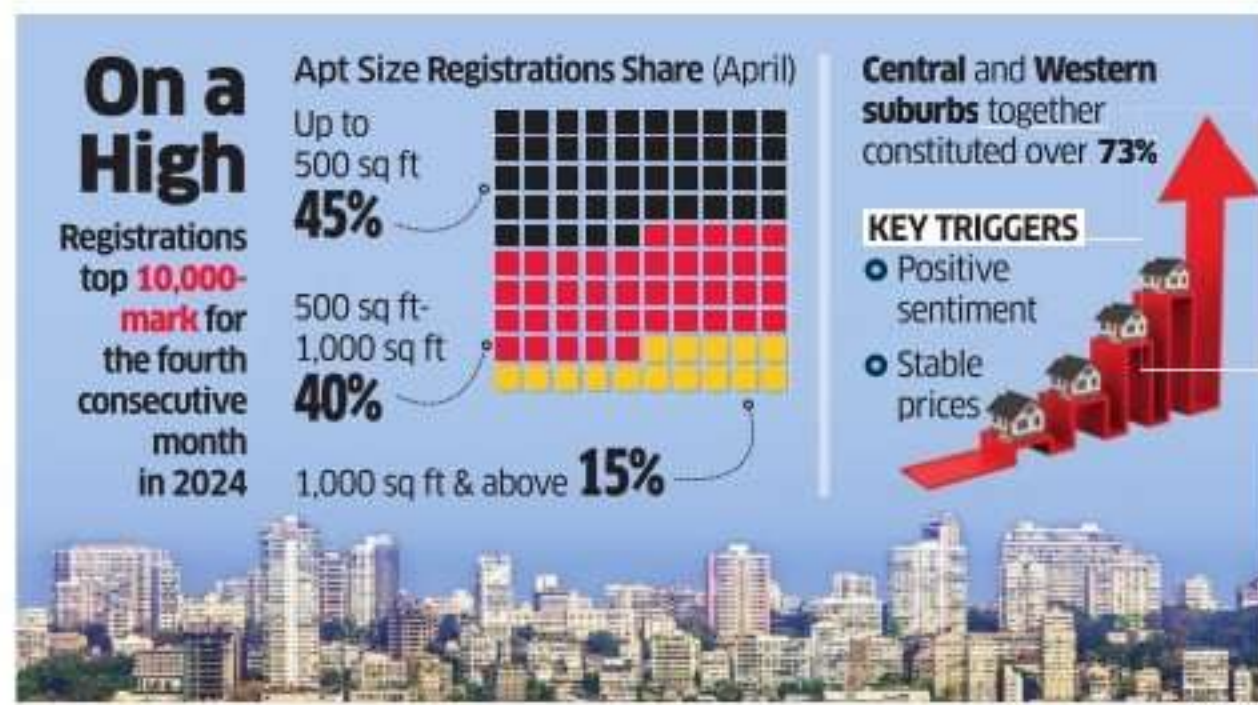 On a
High
Registrations
top 10,000-
mark for
the fourth
consecutive
month
in 2024
Apt Size Registrations Share (April)
Up to
500 sq ft
45%
500 sq ft-
1,000 sq ft
40%
1,000 sq ft & above 15%
Central and Western
suburbs together
constituted over 73%
KEY TRIGGERS
Positive
sentiment
Stable
prices